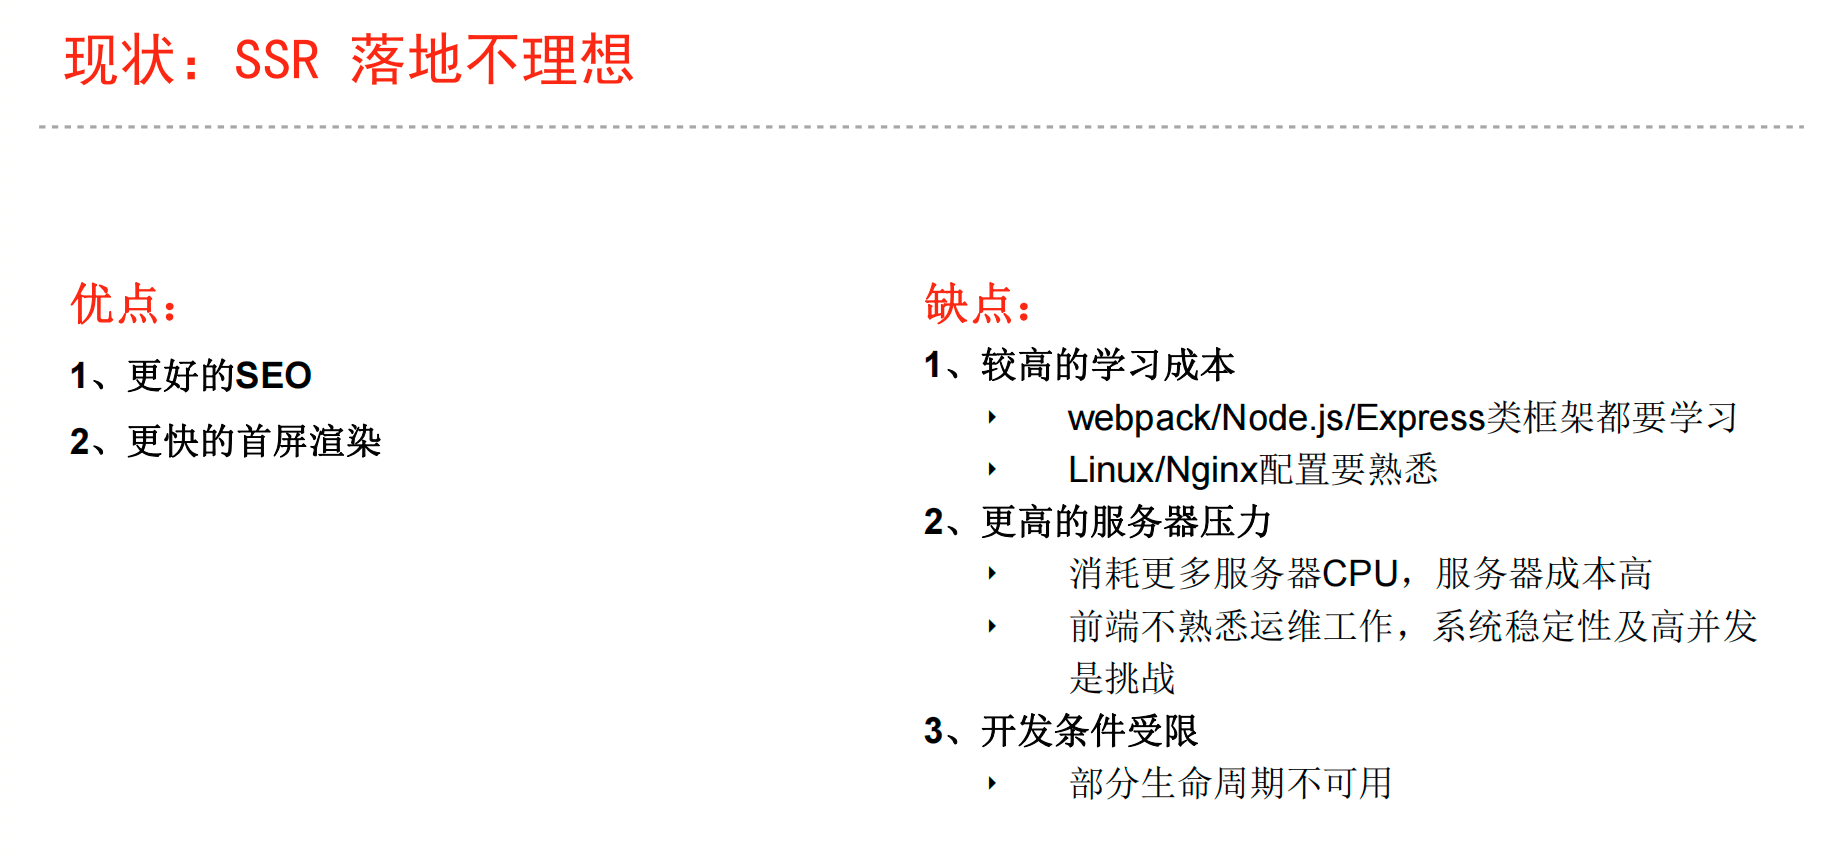 现状：SSR 落地不理想
优点：
1、更好的SEO
2、更快的首屏渲染
缺点：
1、较高的学习成本
‣ webpack/Node.js/Express类框架都要学习
‣ Linux/Nginx配置要熟悉
2、更高的服务器压力
‣ 消耗更多服务器CPU，服务器成本高
‣ 前端不熟悉运维工作，系统稳定性及高并发
是挑战
3、开发条件受限
‣ 部分生命周期不可用